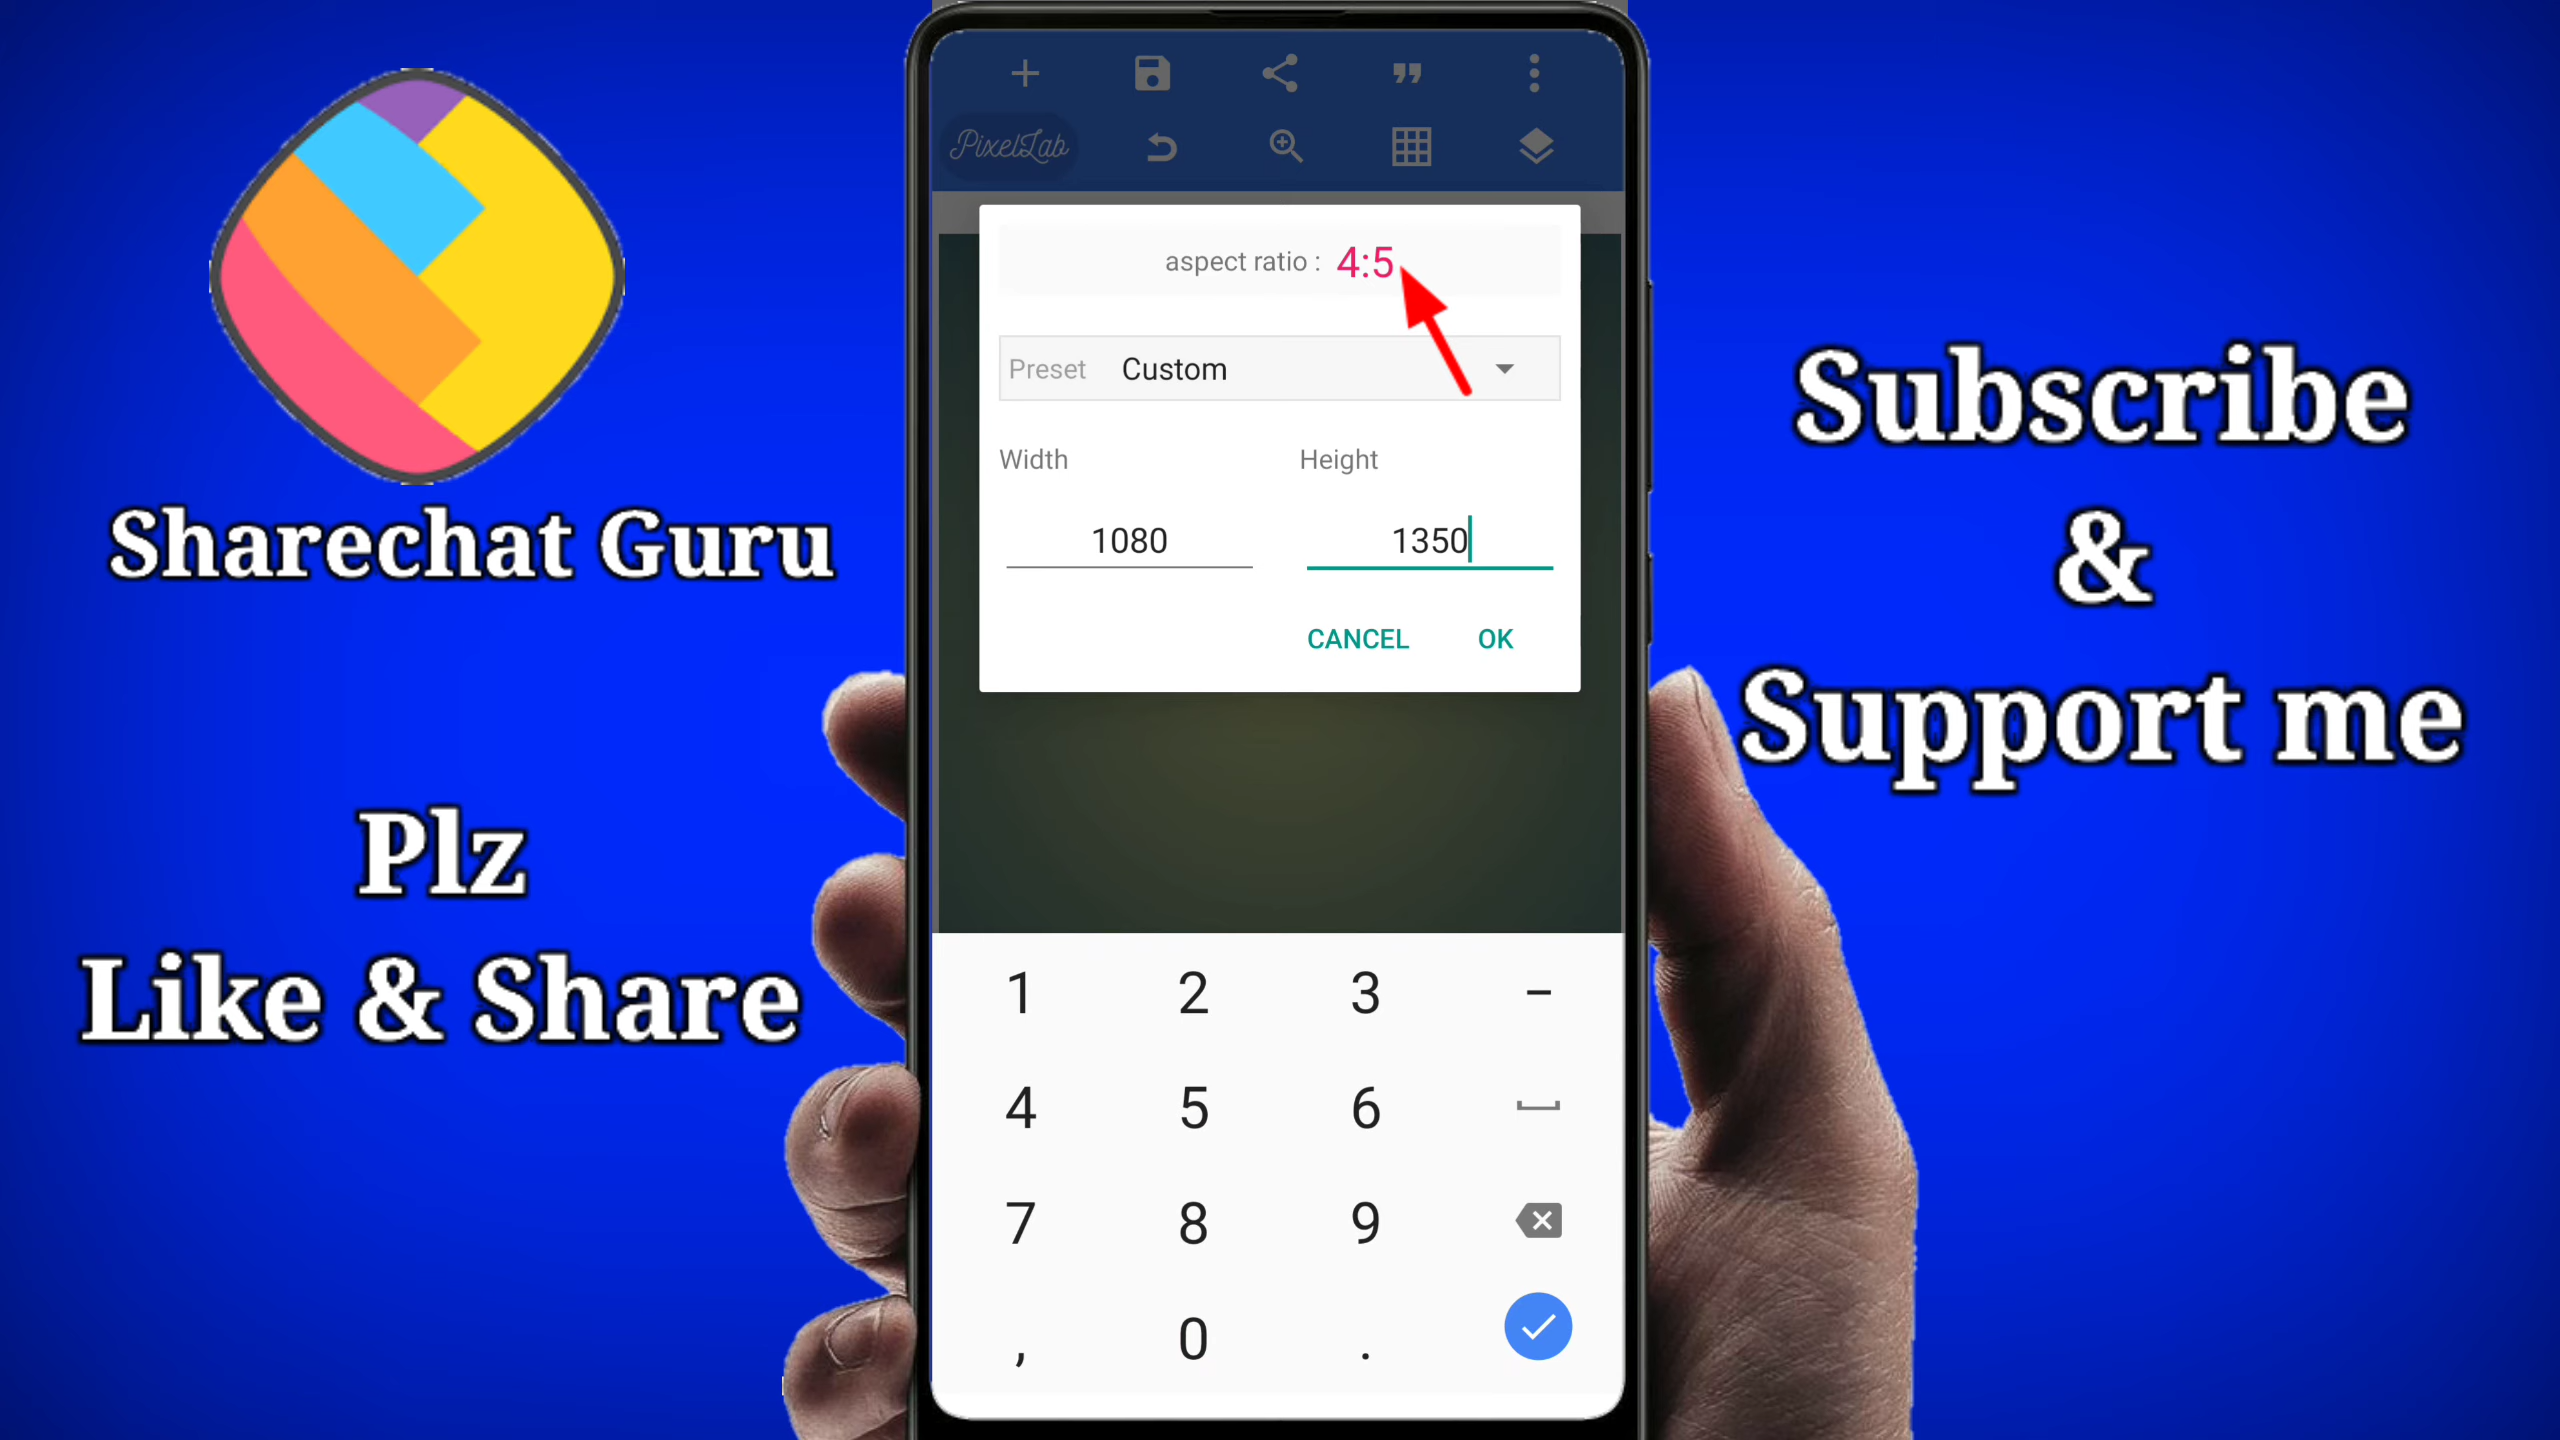 PixelLab
aspect ratio : 4:5
Preset Custom
Width Height
1080 1350
CANCEL OK
1 2 3 –
4 5 6
7 8 9
, 0 .
Sharechat Guru
Plz
Like & Share
Subscribe
&
Support me